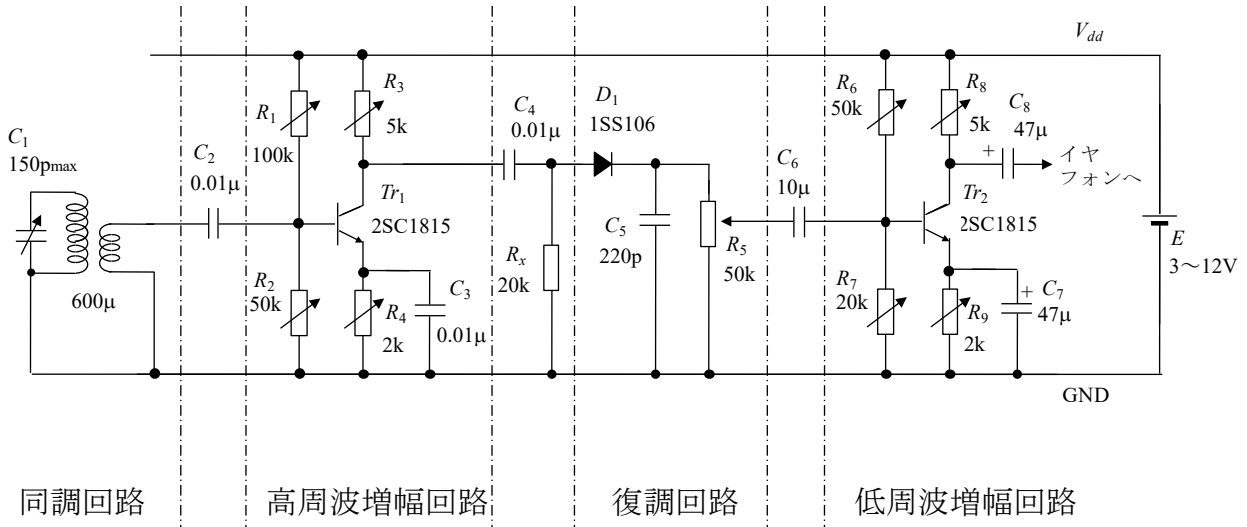 V_dd
R_1
100k
R_3
5k
C_4
0.01μ
D_1
1SS106
R_6
50k
R_8
5k
C_8
47μ
+
イヤ
フォンへ
C_1
150pmax
C_2
0.01μ
Tr_1
2SC1815
C_6
10μ
Tr_2
2SC1815
E
3～12V
600μ
R_2
50k
R_4
2k
C_3
0.01μ
R_x
20k
C_5
220p
R_5
50k
R_7
20k
R_9
2k
+
C_7
47μ
GND
同調回路
高周波増幅回路
復調回路
低周波増幅回路